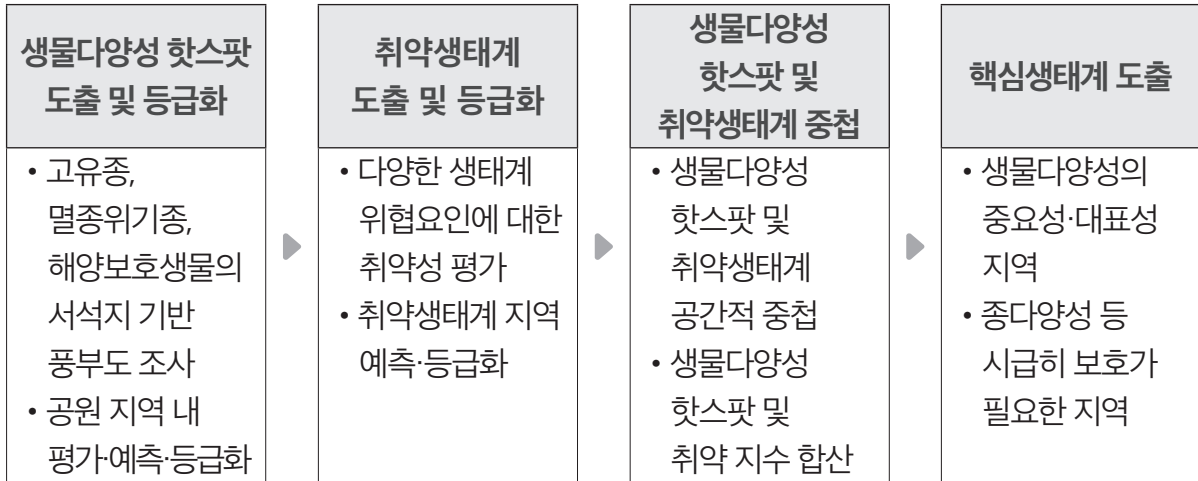 생물다양성 핫스팟
도출 및 등급화
• 고유종,
멸종위기종,
해양보호생물의
서석지 기반
풍부도 조사
• 공원 지역 내
평가·예측·등급화
취약생태계
도출 및 등급화
• 다양한 생태계
위협요인에 대한
취약성 평가
• 취약생태계 지역
예측·등급화
생물다양성
핫스팟 및
취약생태계 중첩
• 생물다양성
핫스팟 및
취약생태계
공간적 중첩
• 생물다양성
핫스팟 및
취약 지수 합산
핵심생태계 도출
• 생물다양성의
중요성·대표성
지역
• 종다양성 등
시급히 보호가
필요한 지역